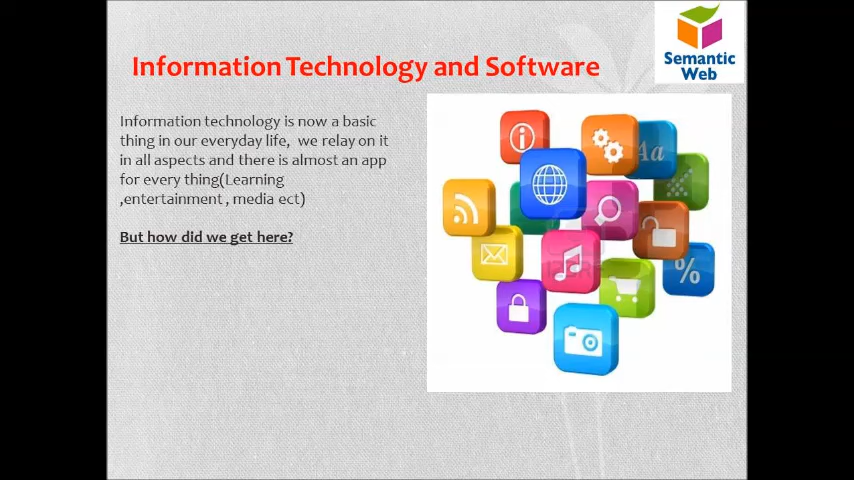 Information Technology and Software
Semantic
Web
Information technology is now a basic
thing in our everyday life,  we relay on it
in all aspects and there is almost an app
for every thing(Learning
,entertainment , media ect)
But how did we get here?
Aa
%